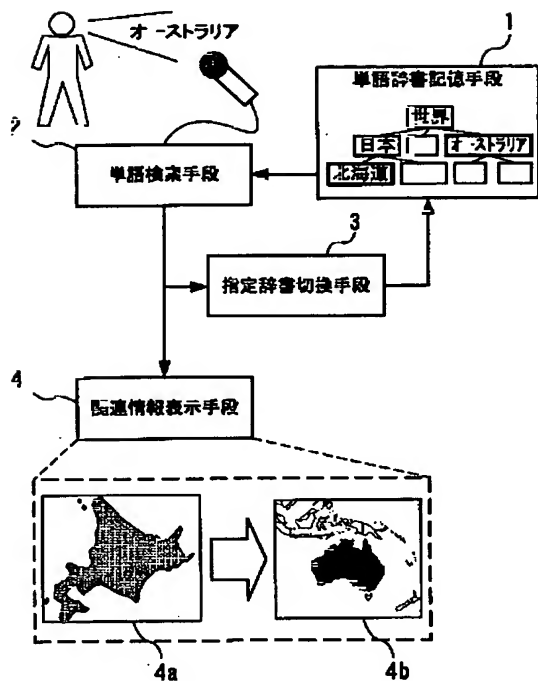 オーストラリア
1
単語辞書記憶手段
世界
日本
オーストラリア
北海道
2
単語検索手段
3
指定辞書切換手段
4
関連情報表示手段
4a
4b